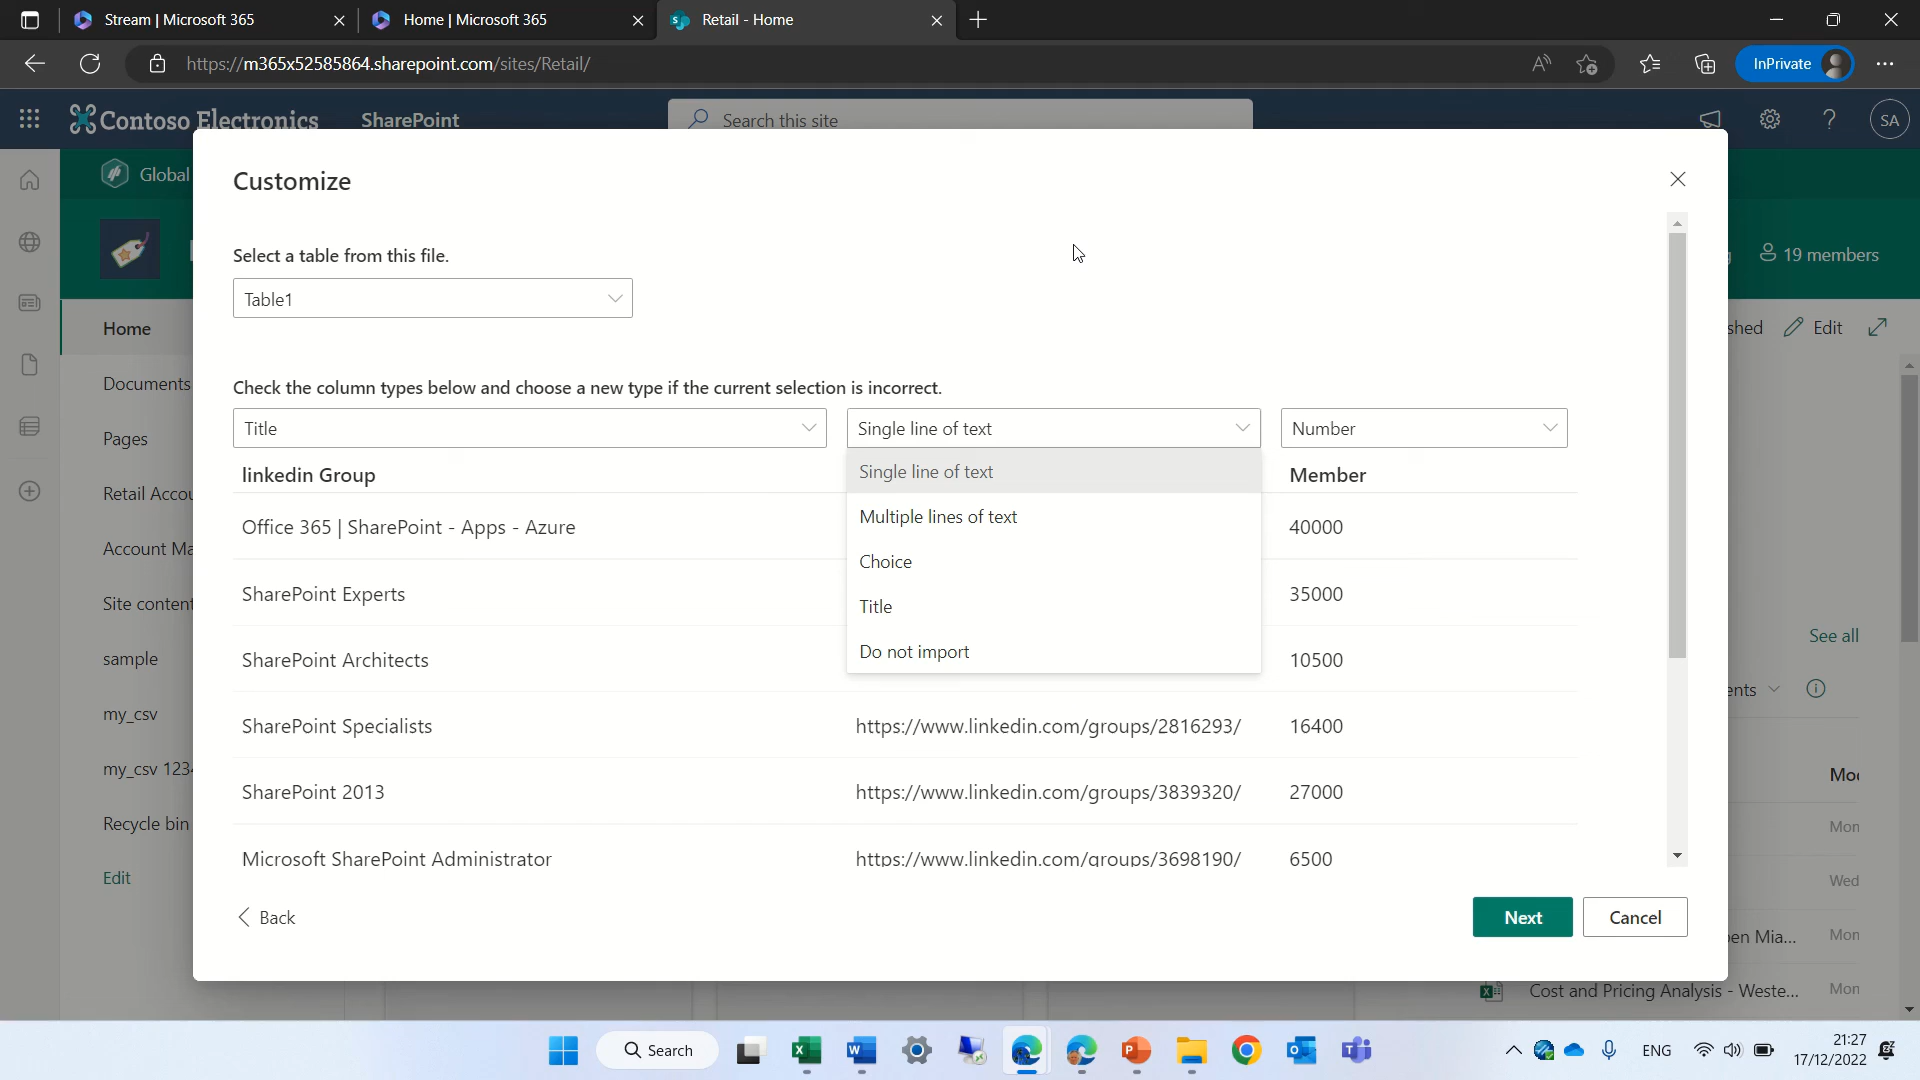 Stream | Microsoft 365
Home | Microsoft 365
Retail - Home
https://m365x52585864.sharepoint.com/sites/Retail/
InPrivate
Contoso Electronics
SharePoint
Search this site
SA
Global
Customize
19 members
Select a table from this file.
Table1
Home
Edit
Documents
Check the column types below and choose a new type if the current selection is incorrect.
Title
Single line of text
Number
Pages
linkedin Group
Single line of text
Member
Retail Accou
Office 365 | SharePoint - Apps - Azure
Multiple lines of text
40000
Account Ma
Choice
SharePoint Experts
35000
Site content
Title
See all
SharePoint Architects
Do not import
10500
sample
my_csv
SharePoint Specialists
https://www.linkedin.com/groups/2816293/
16400
my_csv 1234
SharePoint 2013
https://www.linkedin.com/groups/3839320/
27000
Recycle bin
Mon
Microsoft SharePoint Administrator
https://www.linkedin.com/groups/3698190/
6500
Edit
Wed
Back
Next
Cancel
Mia...
Mon
Cost and Pricing Analysis - Weste...
Mon
Search
ENG
21:27
17/12/2022